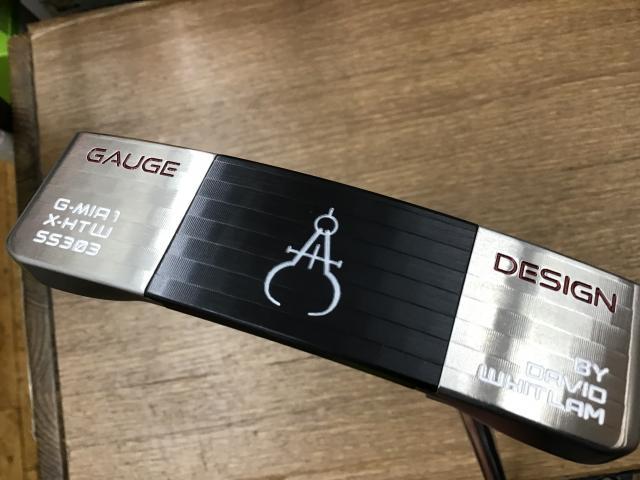 GAUGE
G-MIA1
X-HTW
SS303
DESIGN
BY
DAVID
WHITLAM